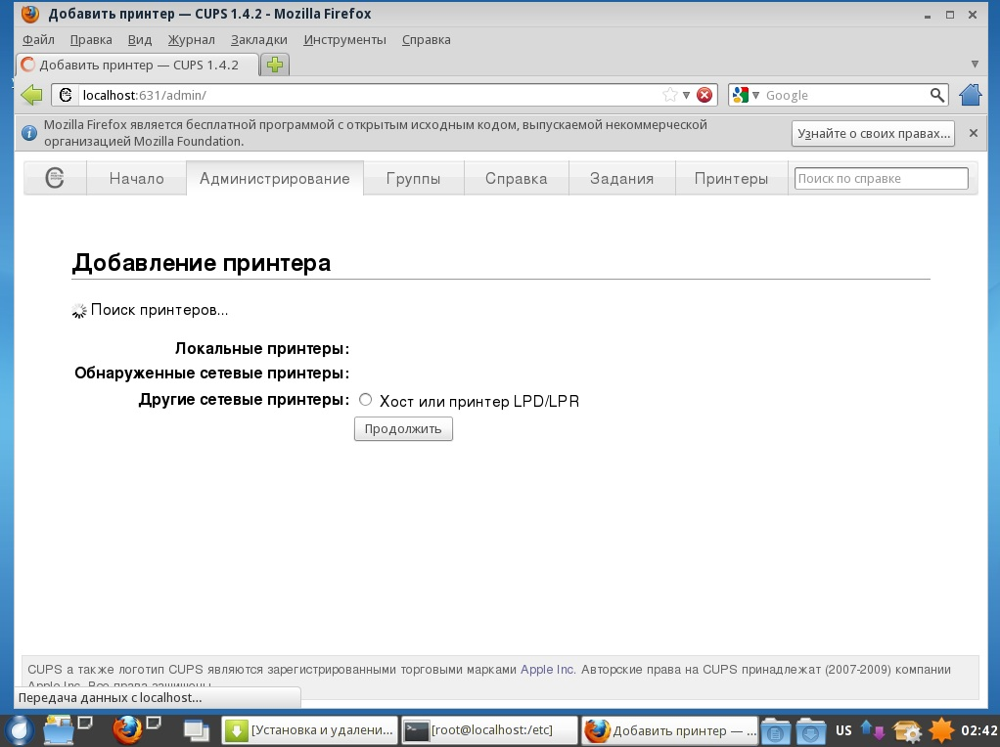 Добавить принтер — CUPS 1.4.2 - Mozilla Firefox
Файл Правка Вид Журнал Закладки Инструменты Справка
Добавить принтер — CUPS 1.4.2
localhost:631/admin/
Google
Mozilla Firefox является бесплатной программой с открытым исходным кодом, выпускаемой некоммерческой
организацией Mozilla Foundation.
Узнайте о своих правах...
Начало Администрирование Группы Справка Задания Принтеры Поиск по справке
Добавление принтера
Поиск принтеров...
Локальные принтеры:
Обнаруженные сетевые принтеры:
Другие сетевые принтеры: Хост или принтер LPD/LPR
Продолжить
CUPS а также логотип CUPS являются зарегистрированными торговыми марками Apple Inc. Авторские права на CUPS принадлежат (2007-2009) компании
Apple Inc. Все права защищены.
Передача данных с localhost...
[Установка и удалени... [root@localhost:/etc] Добавить принтер — ... US 02:42